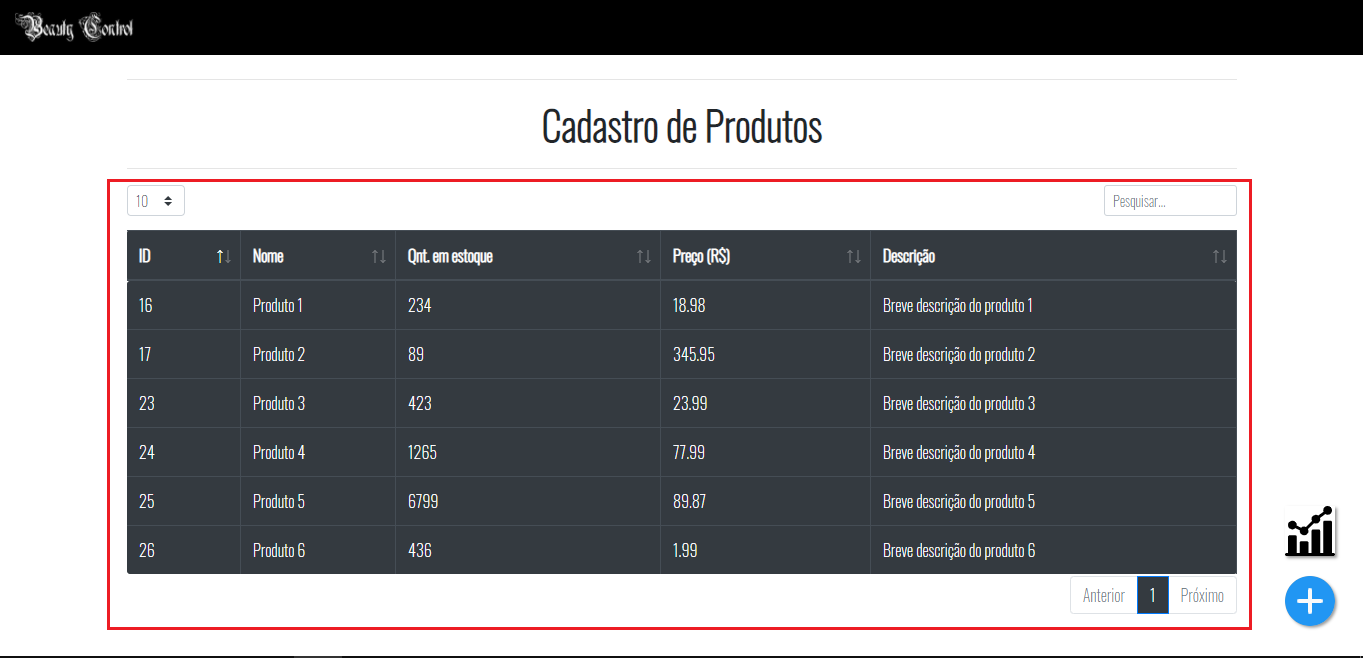 Beauty Control
Cadastro de Produtos
10 Pesquisar...
ID Nome Qnt. em estoque Preço (R$) Descrição
16 Produto 1 234 18.98 Breve descrição do produto 1
17 Produto 2 89 345.95 Breve descrição do produto 2
23 Produto 3 423 23.99 Breve descrição do produto 3
24 Produto 4 1265 77.99 Breve descrição do produto 4
25 Produto 5 6799 89.87 Breve descrição do produto 5
26 Produto 6 436 1.99 Breve descrição do produto 6
Anterior 1 Próximo